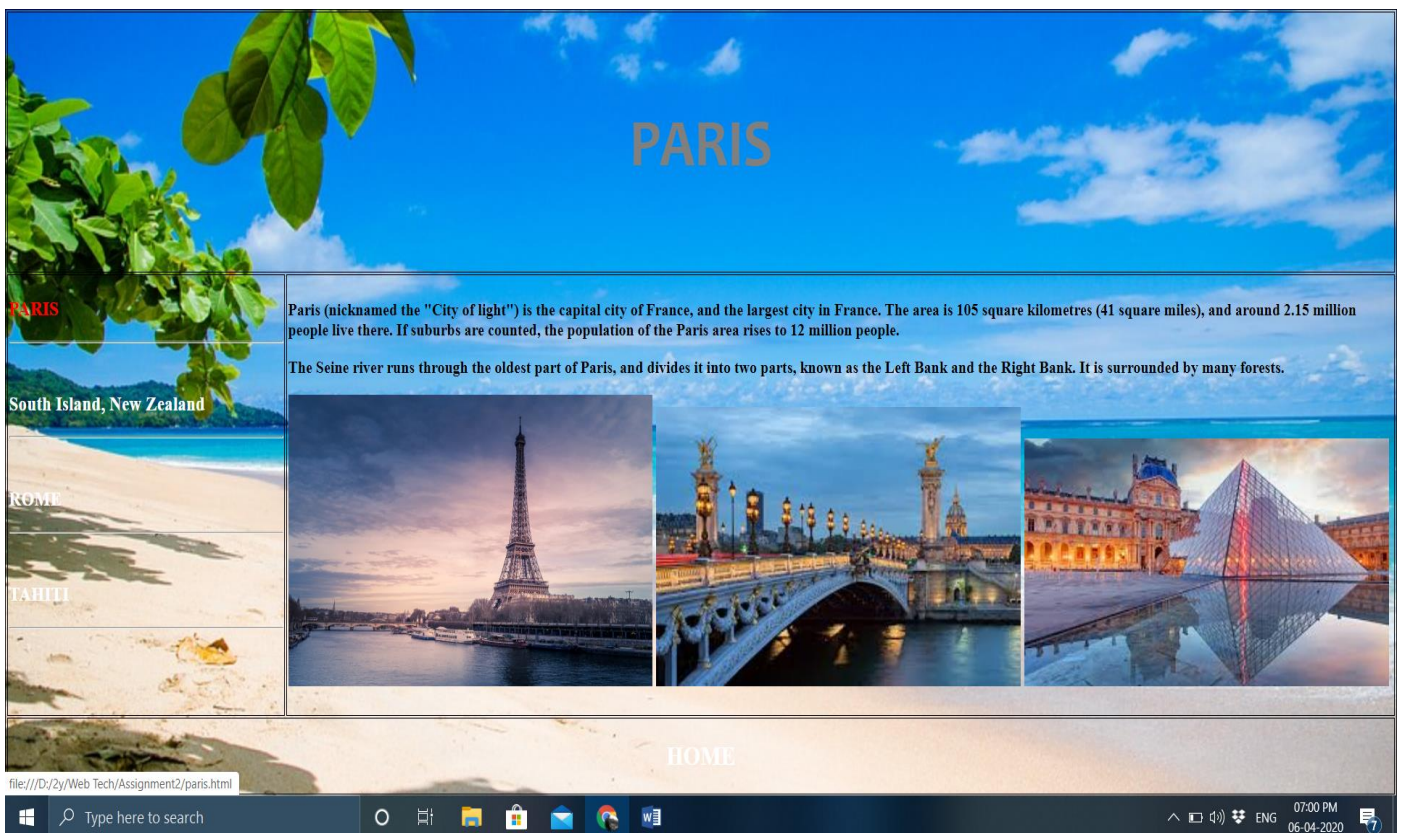 PARIS
PARIS
South Island, New Zealand
ROME
TAHITI
Paris (nicknamed the "City of light") is the capital city of France, and the largest city in France. The area is 105 square kilometres (41 square miles), and around 2.15 million
people live there. If suburbs are counted, the population of the Paris area rises to 12 million people.
The Seine river runs through the oldest part of Paris, and divides it into two parts, known as the Left Bank and the Right Bank. It is surrounded by many forests.
HOME
file:///D:/2y/Web Tech/Assignment2/paris.html
Type here to search
W
ENG
07:00 PM
06-04-2020
7